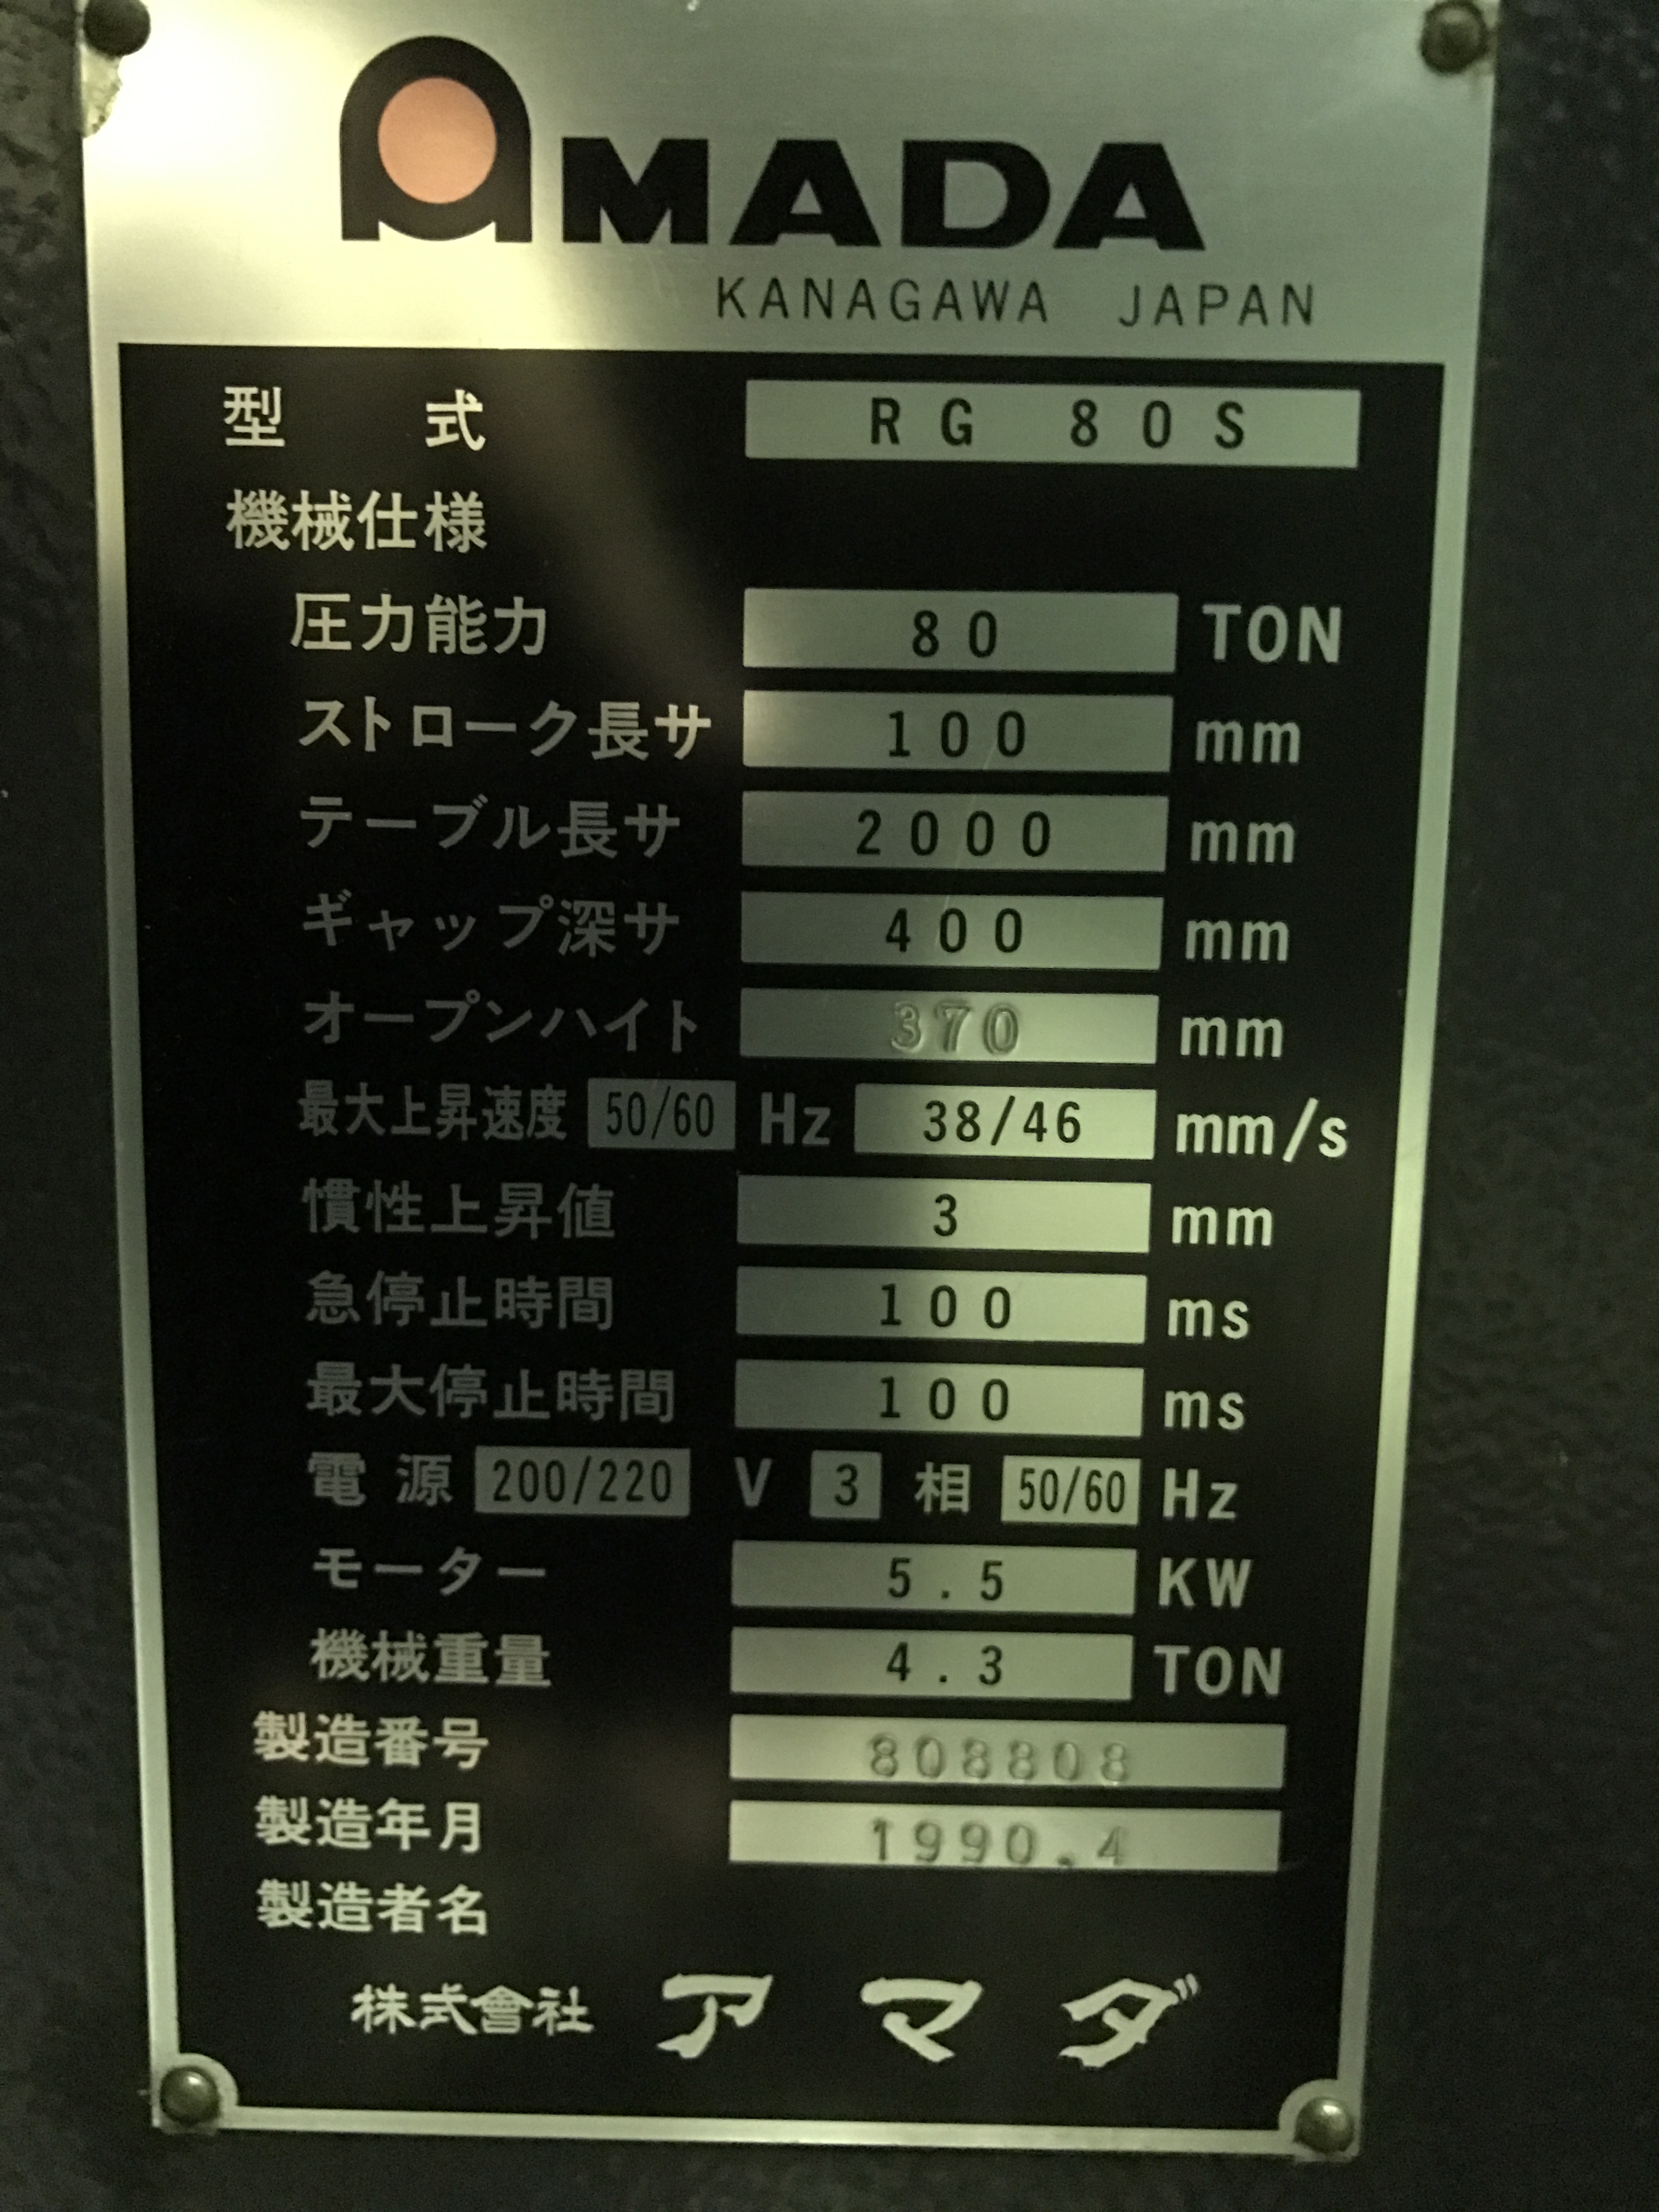 AMADA
KANAGAWA JAPAN
型式 RG 80S
機械仕様
圧力能力 80 TON
ストローク長サ 100 mm
テーブル長サ 2000 mm
ギャップ深サ 400 mm
オープンハイト 370 mm
最大上昇速度 50/60 Hz 38/46 mm/s
慣性上昇値 3 mm
急停止時間 100 ms
最大停止時間 100 ms
電源 200/220 V 3 相 50/60 Hz
モーター 5.5 KW
機械重量 4.3 TON
製造番号 808808
製造年月 1990.4
製造者名
株式會社 アマダ